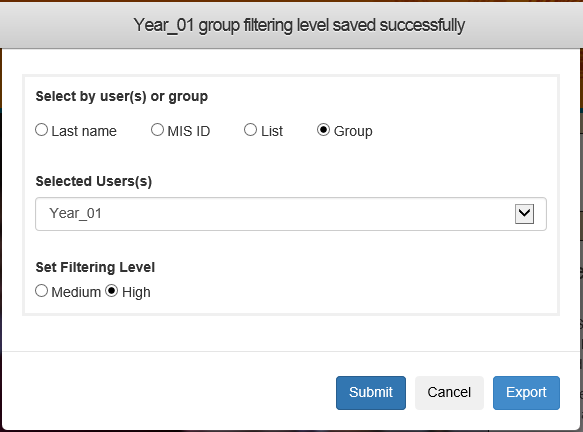 Year_01 group filtering level saved successfully
Select by user(s) or group
Last name MIS ID List Group
Selected Users(s)
Year_01
Set Filtering Level
Medium High
Submit Cancel Export